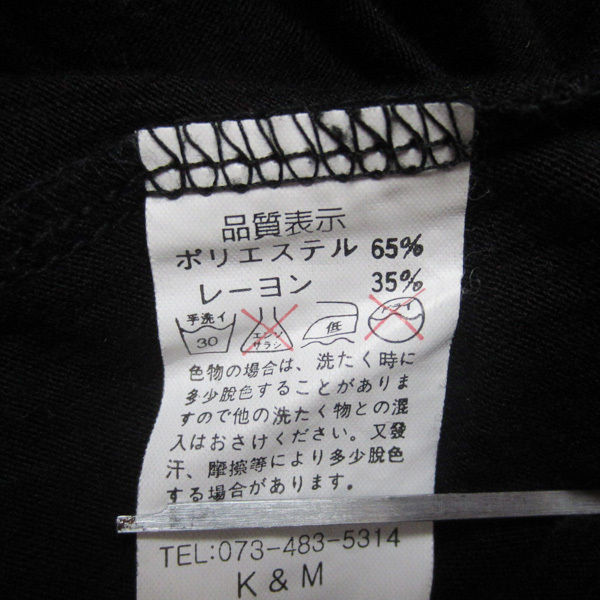 品質表示
ポリエステル 65%
レーヨン 35%
手洗イ 30 エンソ サラシ 低 ドライ
色物の場合は、洗たく時に
多少脱色することがありま
すので他の洗たく物との混
入はおさけください。又發
汗、摩擦等により多少脱色
する場合があります。
TEL:073-483-5314
K & M